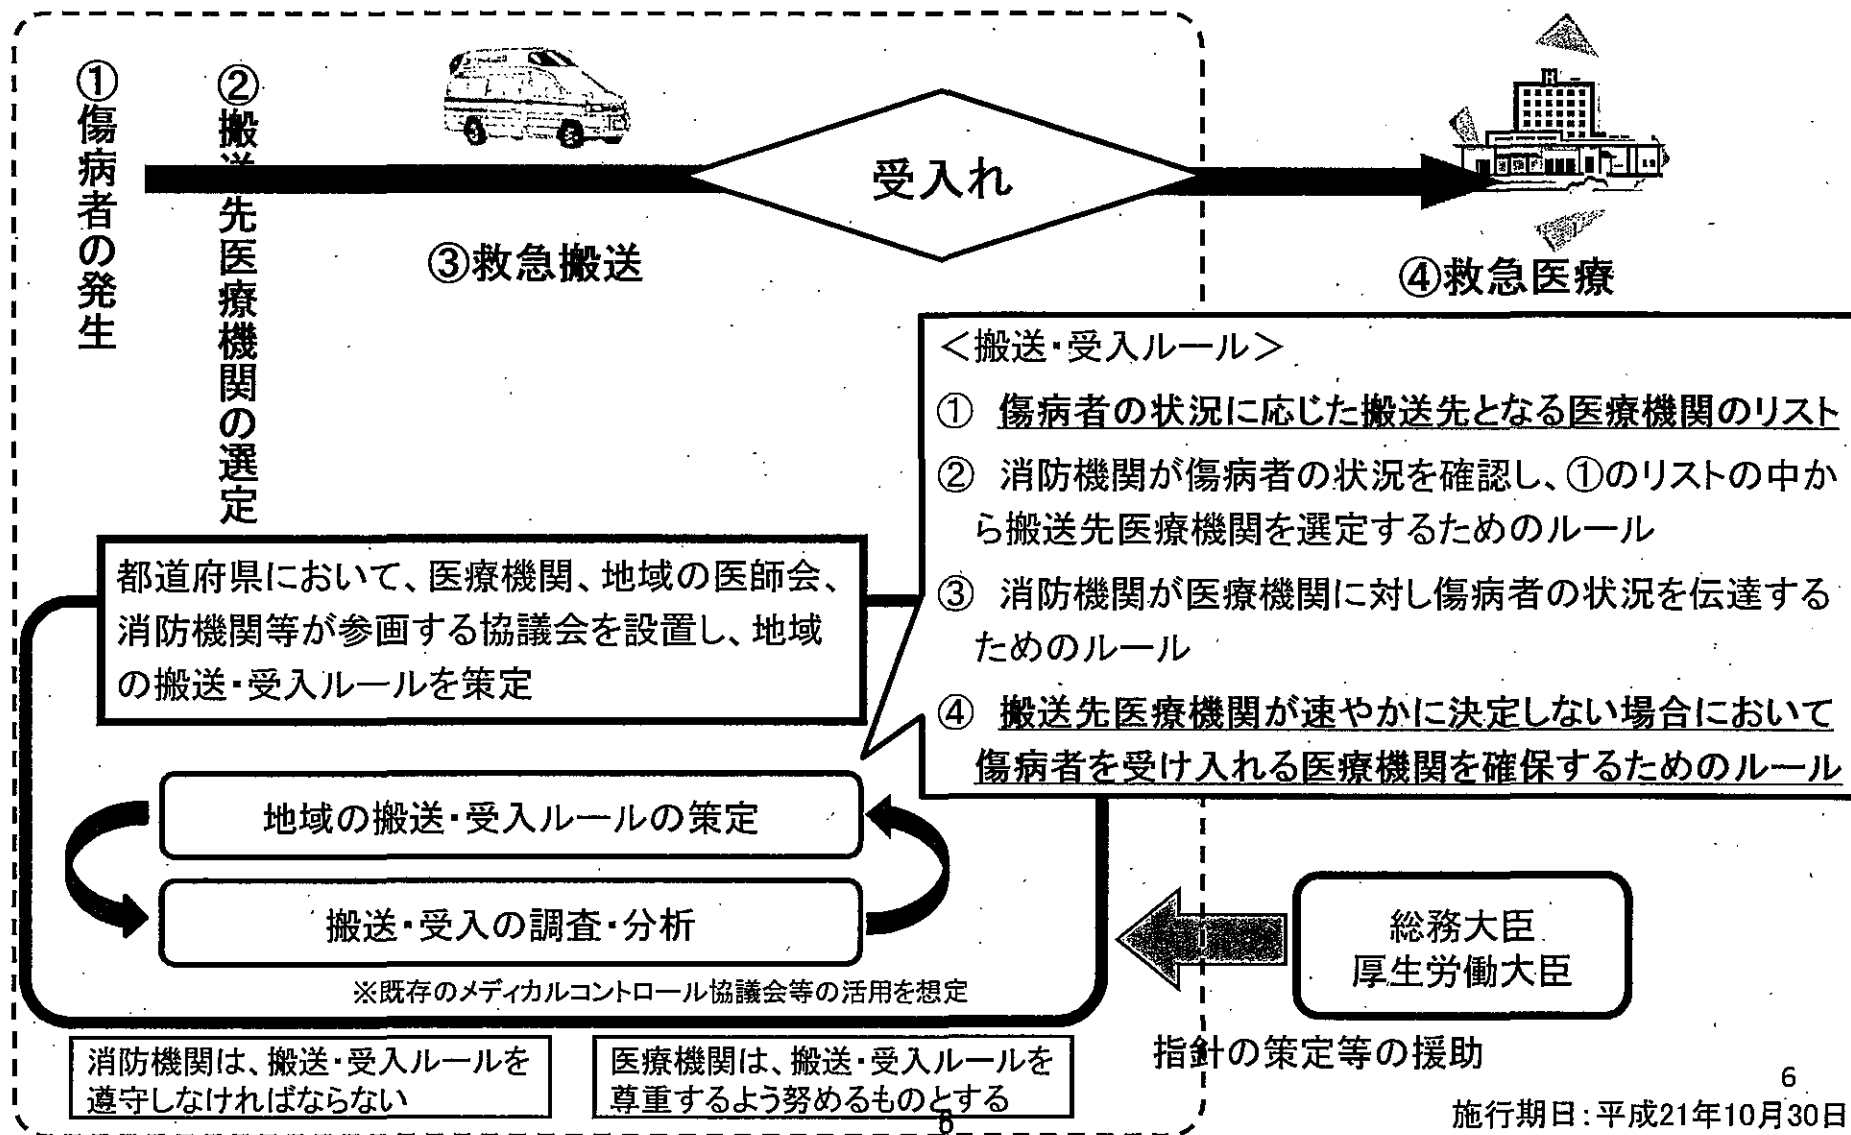 ①傷病者の発生
②搬送先医療機関の選定
受入れ
③救急搬送
④救急医療
＜搬送・受入ルール＞
① 傷病者の状況に応じた搬送先となる医療機関のリスト
② 消防機関が傷病者の状況を確認し、①のリストの中か
ら搬送先医療機関を選定するためのルール
③ 消防機関が医療機関に対し傷病者の状況を伝達する
ためのルール
④ 搬送先医療機関が速やかに決定しない場合において
傷病者を受け入れる医療機関を確保するためのルール
都道府県において、医療機関、地域の医師会、
消防機関等が参画する協議会を設置し、地域
の搬送・受入ルールを策定
地域の搬送・受入ルールの策定
搬送・受入の調査・分析
※既存のメディカルコントロール協議会等の活用を想定
総務大臣
厚生労働大臣
指針の策定等の援助
消防機関は、搬送・受入ルールを
遵守しなければならない
医療機関は、搬送・受入ルールを
尊重するよう努めるものとする
6
6
施行期日：平成21年10月30日